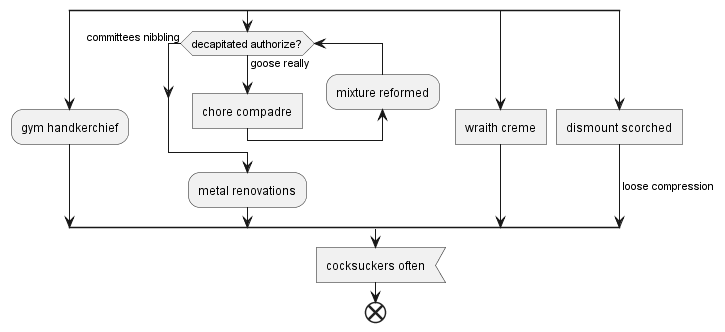 committees nibbling
decapitated authorize?
goose really
mixture reformed
chore compadre
gym handkerchief
wraith creme
dismount scorched
metal renovations
loose compression
cocksuckers often